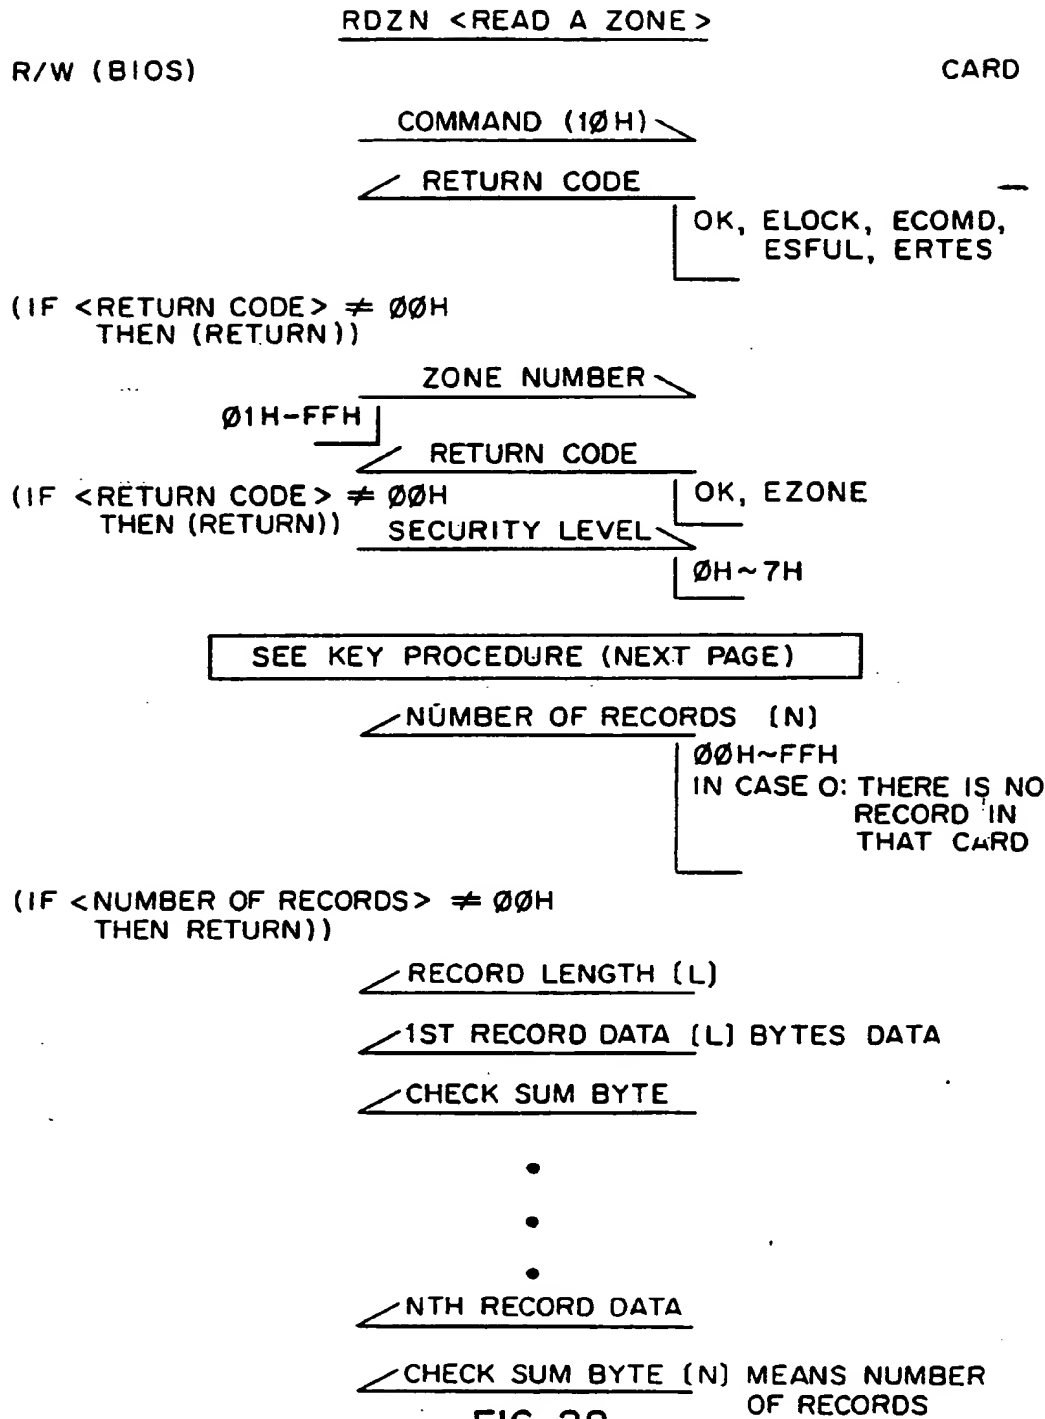 RDZN <READ A ZONE>
R/W (BIOS) CARD
COMMAND (1ØH)
RETURN CODE
OK, ELOCK, ECOMD,
ESFUL, ERTES
(IF <RETURN CODE> ≠ ØØH
THEN (RETURN))
ZONE NUMBER
Ø1H-FFH
RETURN CODE
(IF <RETURN CODE> ≠ ØØH
THEN (RETURN))
OK, EZONE
SECURITY LEVEL
ØH~7H
SEE KEY PROCEDURE (NEXT PAGE)
NUMBER OF RECORDS [N]
ØØH~FFH
IN CASE O: THERE IS NO
RECORD IN
THAT CARD
(IF <NUMBER OF RECORDS> ≠ ØØH
THEN RETURN))
RECORD LENGTH [L]
1ST RECORD DATA [L] BYTES DATA
CHECK SUM BYTE
NTH RECORD DATA
CHECK SUM BYTE [N] MEANS NUMBER
OF RECORDS